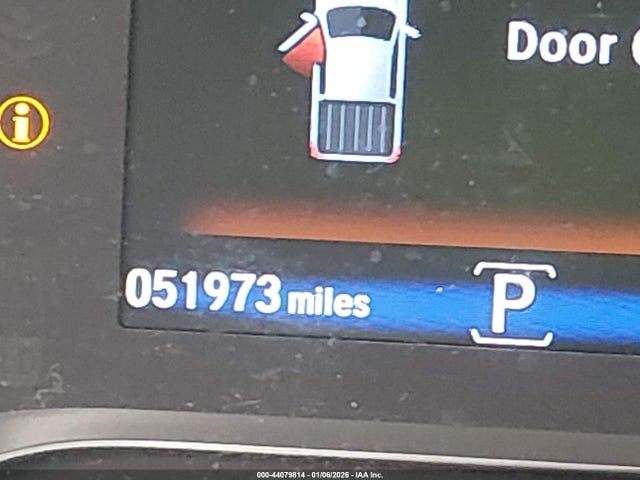 Door
i
051973 miles
P
000-44079814 - 01/06/2026 - IAA Inc.